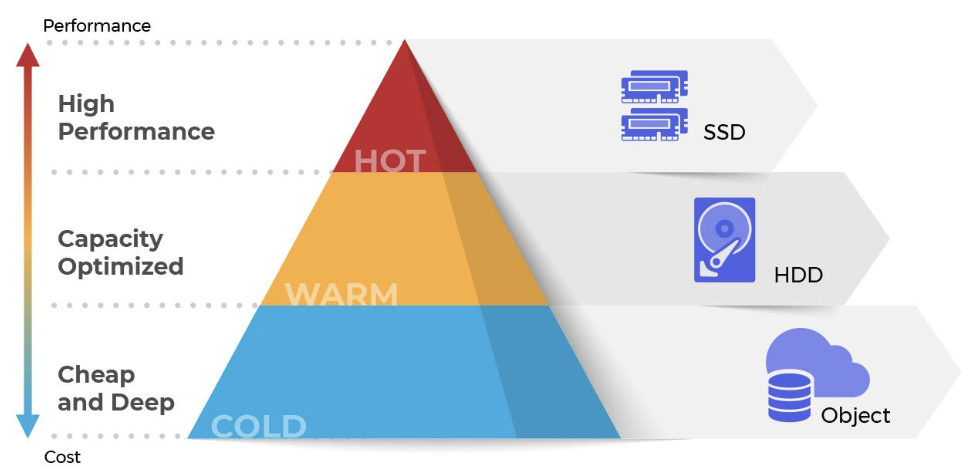 Performance
High
Performance
HOT
SSD
Capacity
Optimized
WARM
HDD
Cheap
and Deep
COLD
Object
Cost